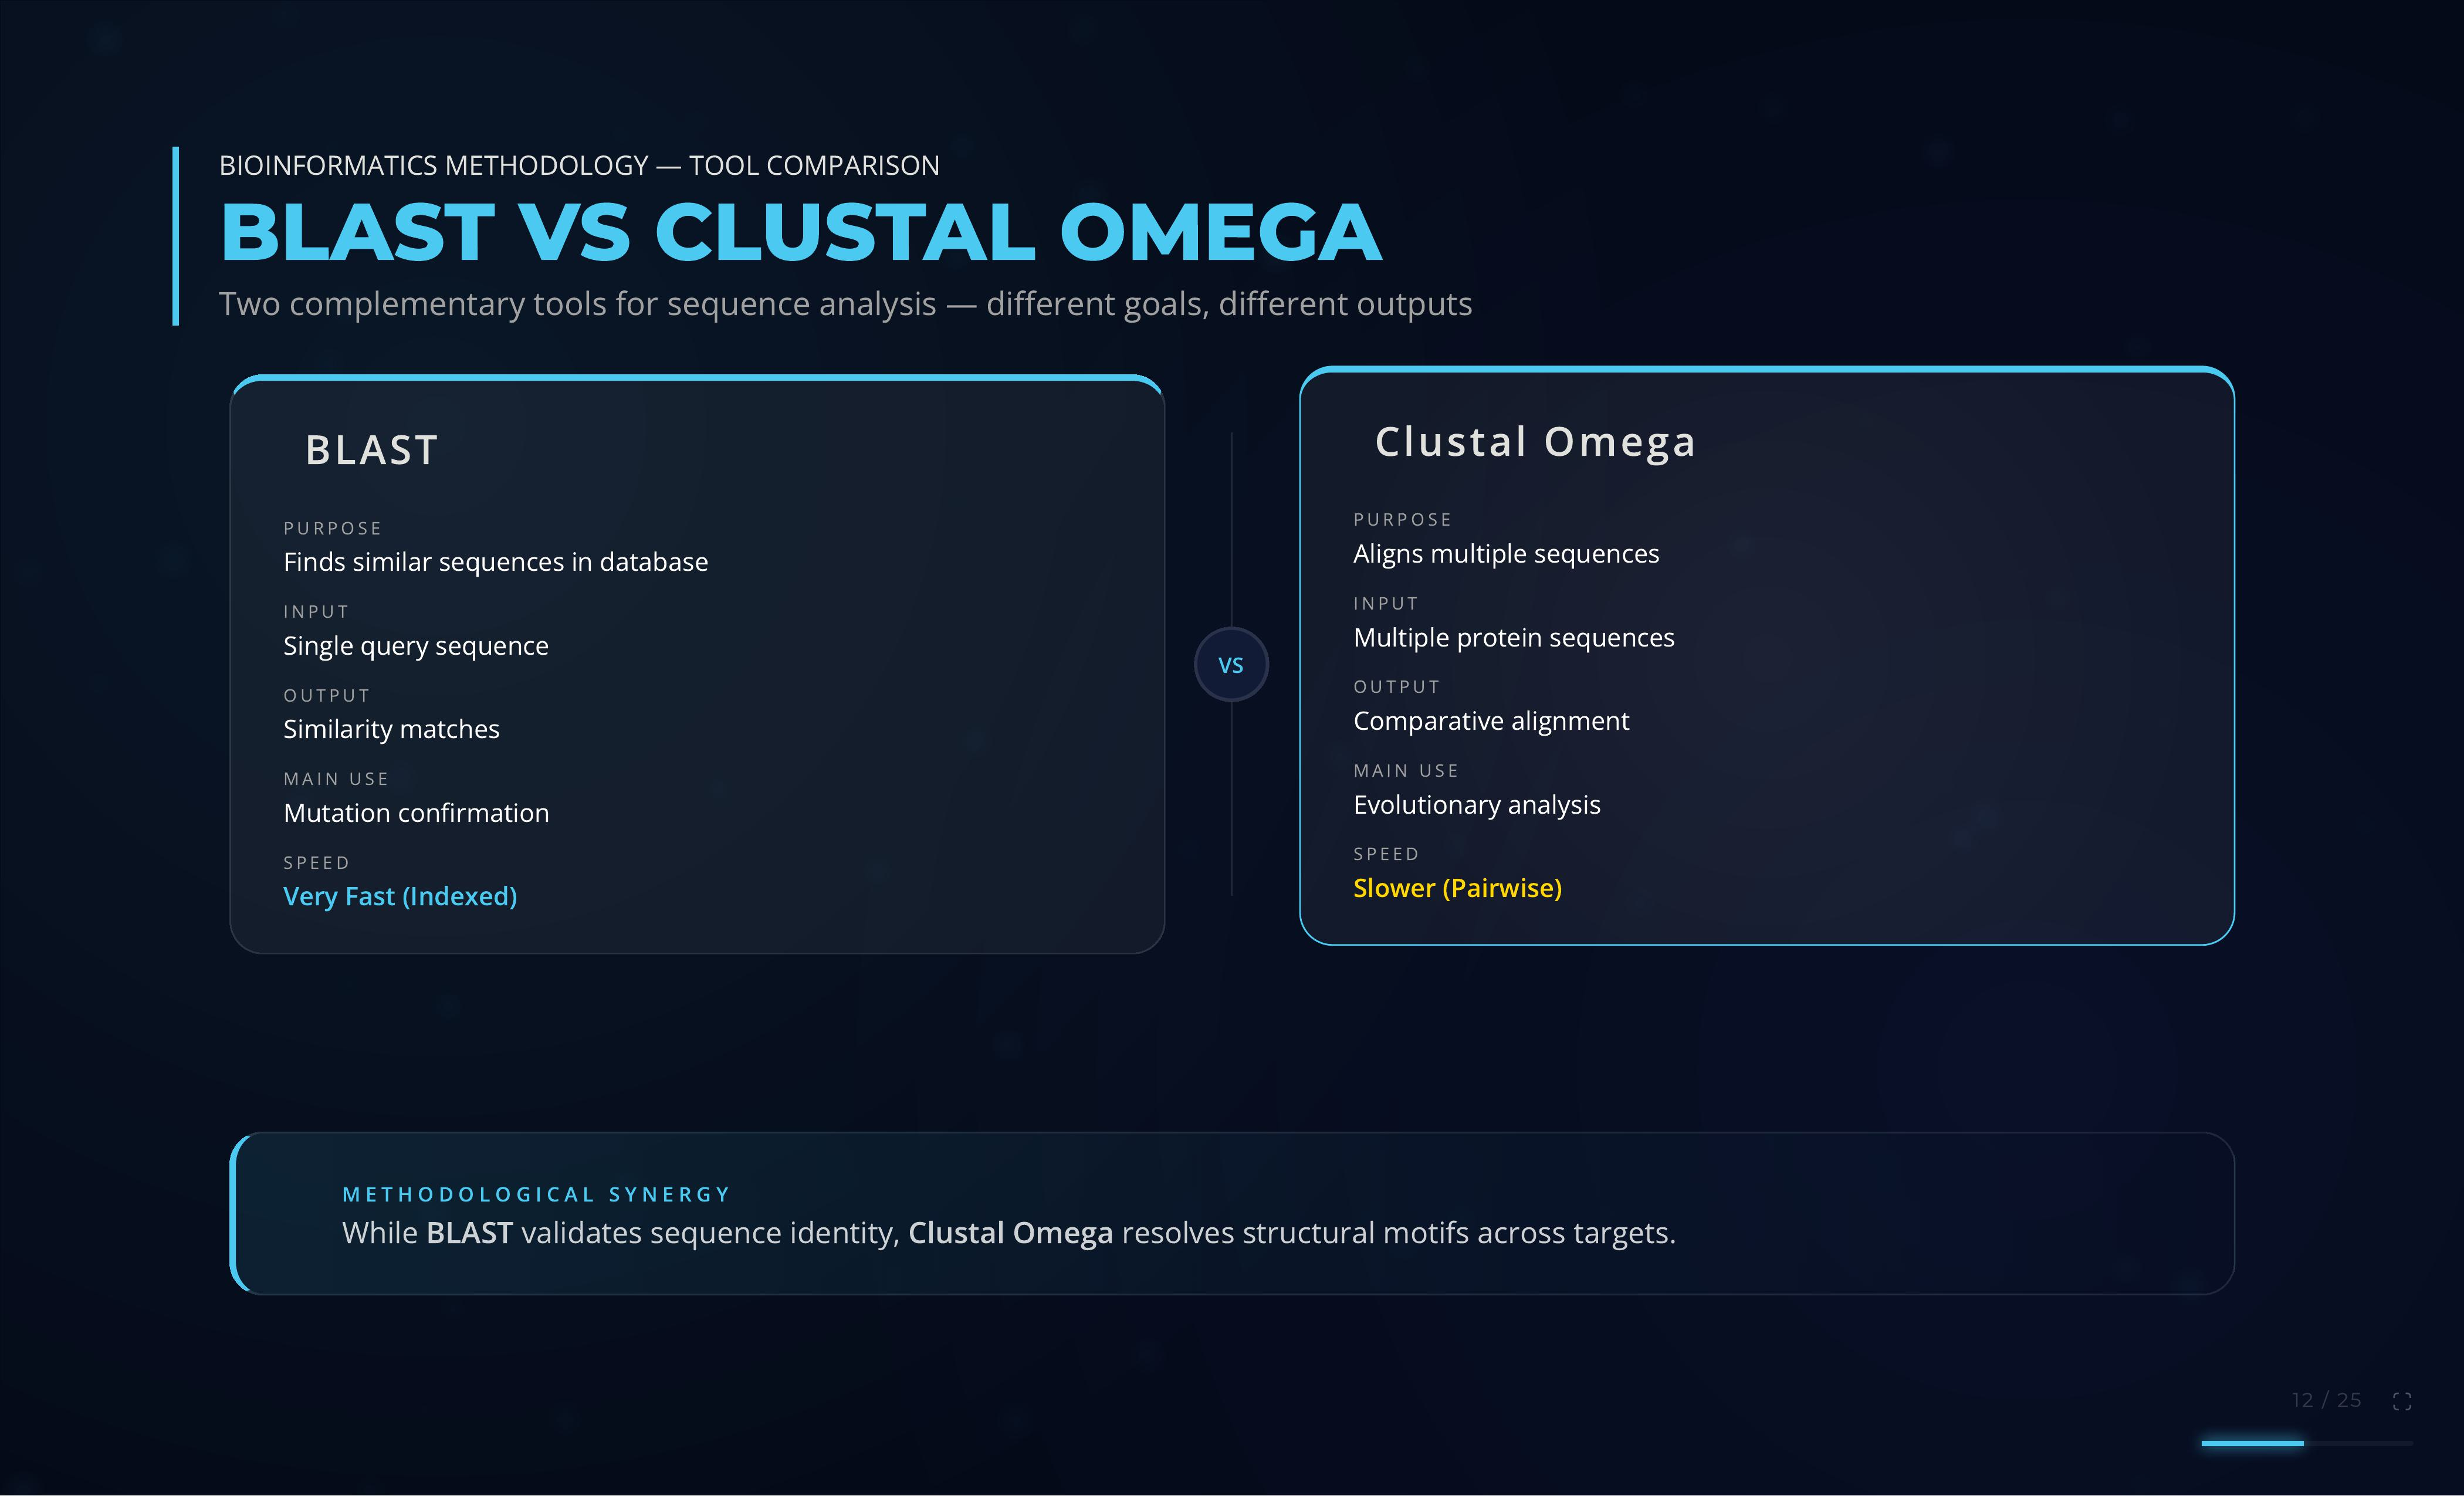 BIOINFORMATICS METHODOLOGY — TOOL COMPARISON
BLAST VS CLUSTAL OMEGA
Two complementary tools for sequence analysis — different goals, different outputs
BLAST
PURPOSE
Finds similar sequences in database
INPUT
Single query sequence
OUTPUT
Similarity matches
MAIN USE
Mutation confirmation
SPEED
Very Fast (Indexed)
VS
Clustal Omega
PURPOSE
Aligns multiple sequences
INPUT
Multiple protein sequences
OUTPUT
Comparative alignment
MAIN USE
Evolutionary analysis
SPEED
Slower (Pairwise)
METHODOLOGICAL SYNERGY
While BLAST validates sequence identity, Clustal Omega resolves structural motifs across targets.
12 / 25